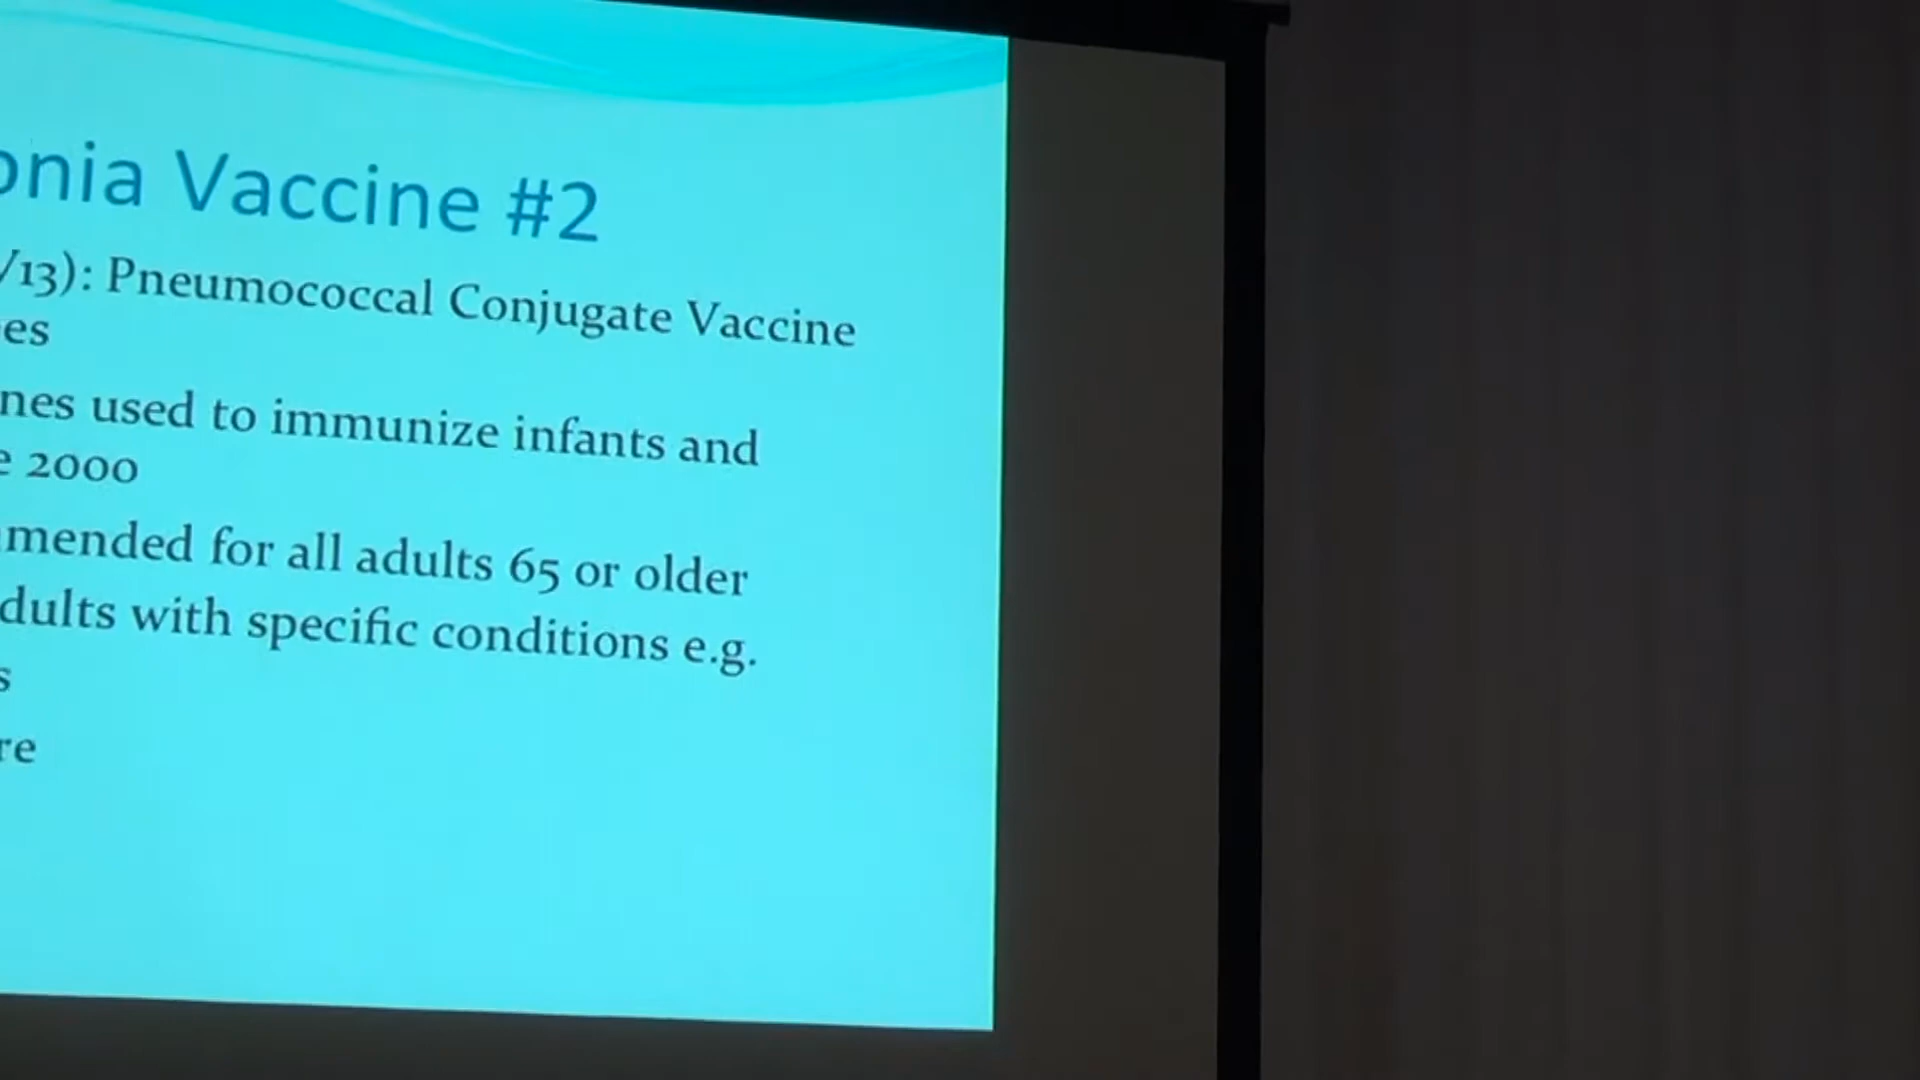 onia Vaccine #2
/13): Pneumococcal Conjugate Vaccine
es
nes used to immunize infants and
e 2000
mended for all adults 65 or older
dults with specific conditions e.g.
s
re